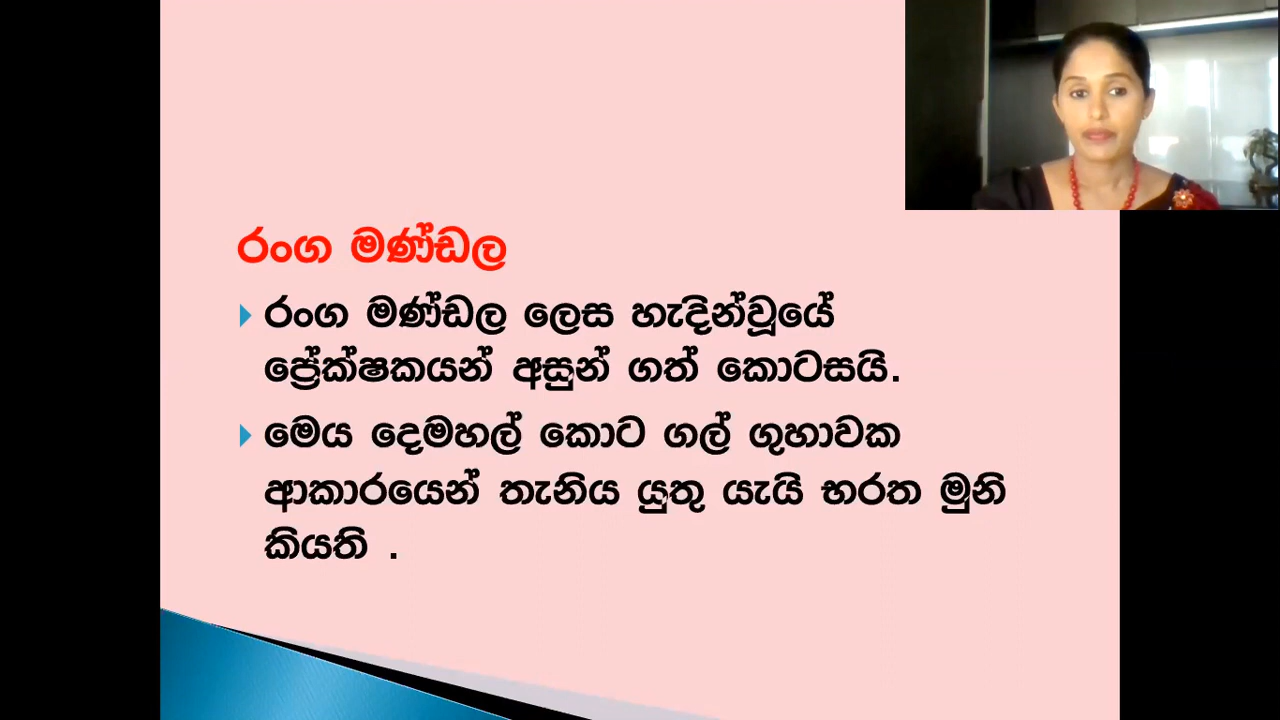 රංග මණ්ඩල
රංග මණ්ඩල ලෙස හැදින්වූයේ
ප්‍රේක්ෂකයන් අසුන් ගත් කොටසයි.
මෙය දෙමහල් කොට ගල් ගුහාවක
ආකාරයෙන් තැනිය යුතු යැයි භරත මුනි
කියති .